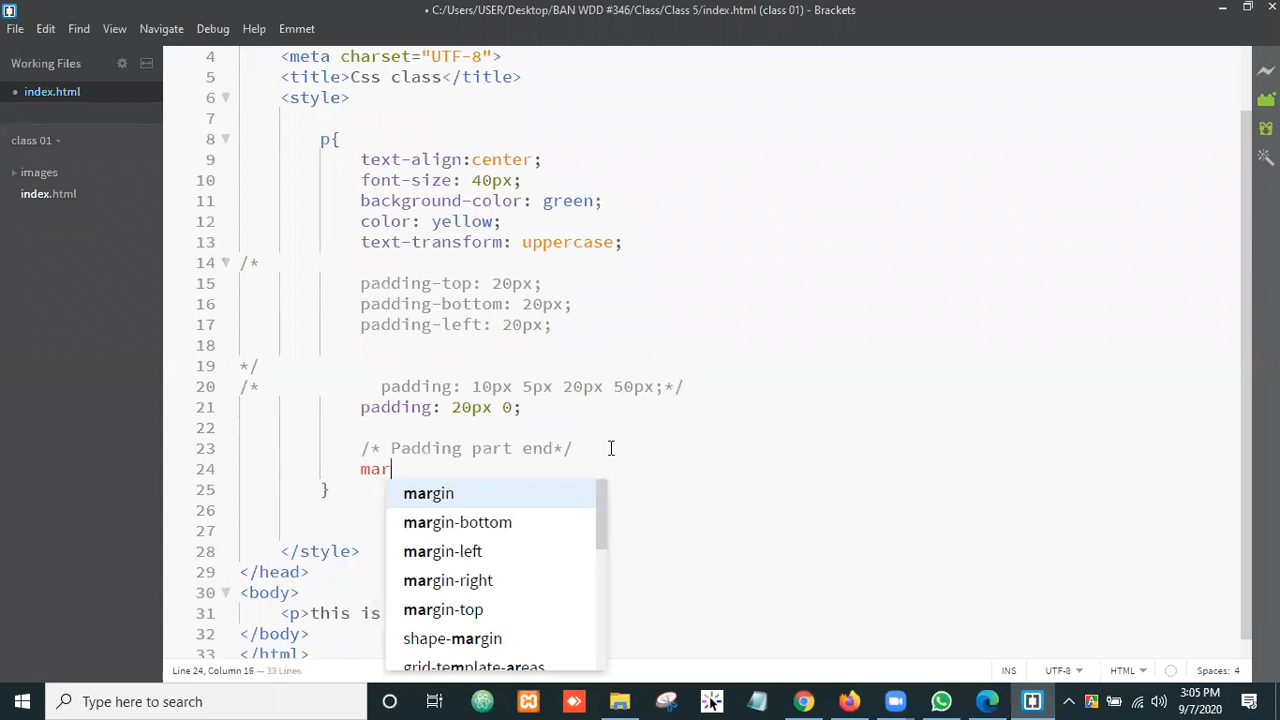 • C:/Users/USER/Desktop/BAN WDD #346/Class/Class 5/index.html (class 01) - Brackets
File Edit Find View Navigate Debug Help Emmet
Working Files
index.html
class 01
images
index.html
4 <meta charset="UTF-8">
5 <title>Css class</title>
6 <style>
7
8 p{
9 text-align:center;
10 font-size: 40px;
11 background-color: green;
12 color: yellow;
13 text-transform: uppercase;
14 /*
15 padding-top: 20px;
16 padding-bottom: 20px;
17 padding-left: 20px;
18
19 */
20 /* padding: 10px 5px 20px 50px;*/
21 padding: 20px 0;
22
23 /* Padding part end*/
24 mar
25 }
26
27
28 </style>
29 </head>
30 <body>
31 <p>this is
32 </body>
33 </html>
margin
margin-bottom
margin-left
margin-right
margin-top
shape-margin
grid-template-areas
Line 24, Column 16 — 33 Lines
INS UTF-8 HTML Spaces: 4
Type here to search
3:05 PM
9/7/2020